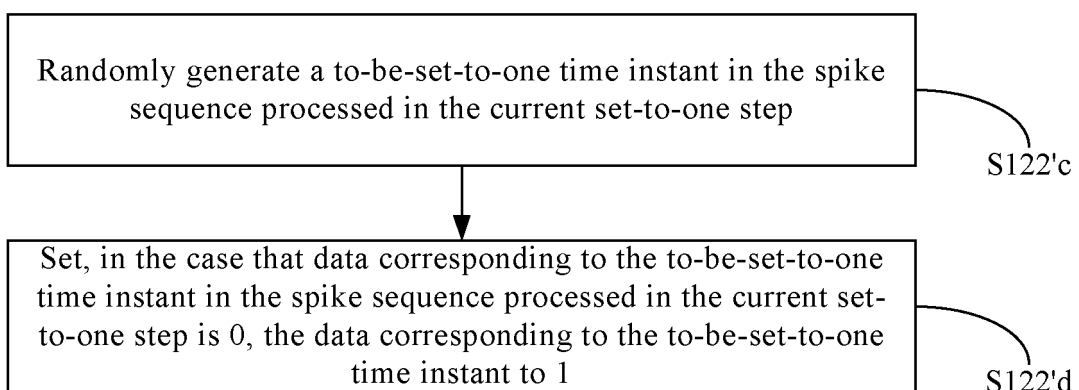 Randomly generate a to-be-set-to-one time instant in the spike
sequence processed in the current set-to-one step
S122'c
Set, in the case that data corresponding to the to-be-set-to-one
time instant in the spike sequence processed in the current set-
to-one step is 0, the data corresponding to the to-be-set-to-one
time instant to 1
S122'd